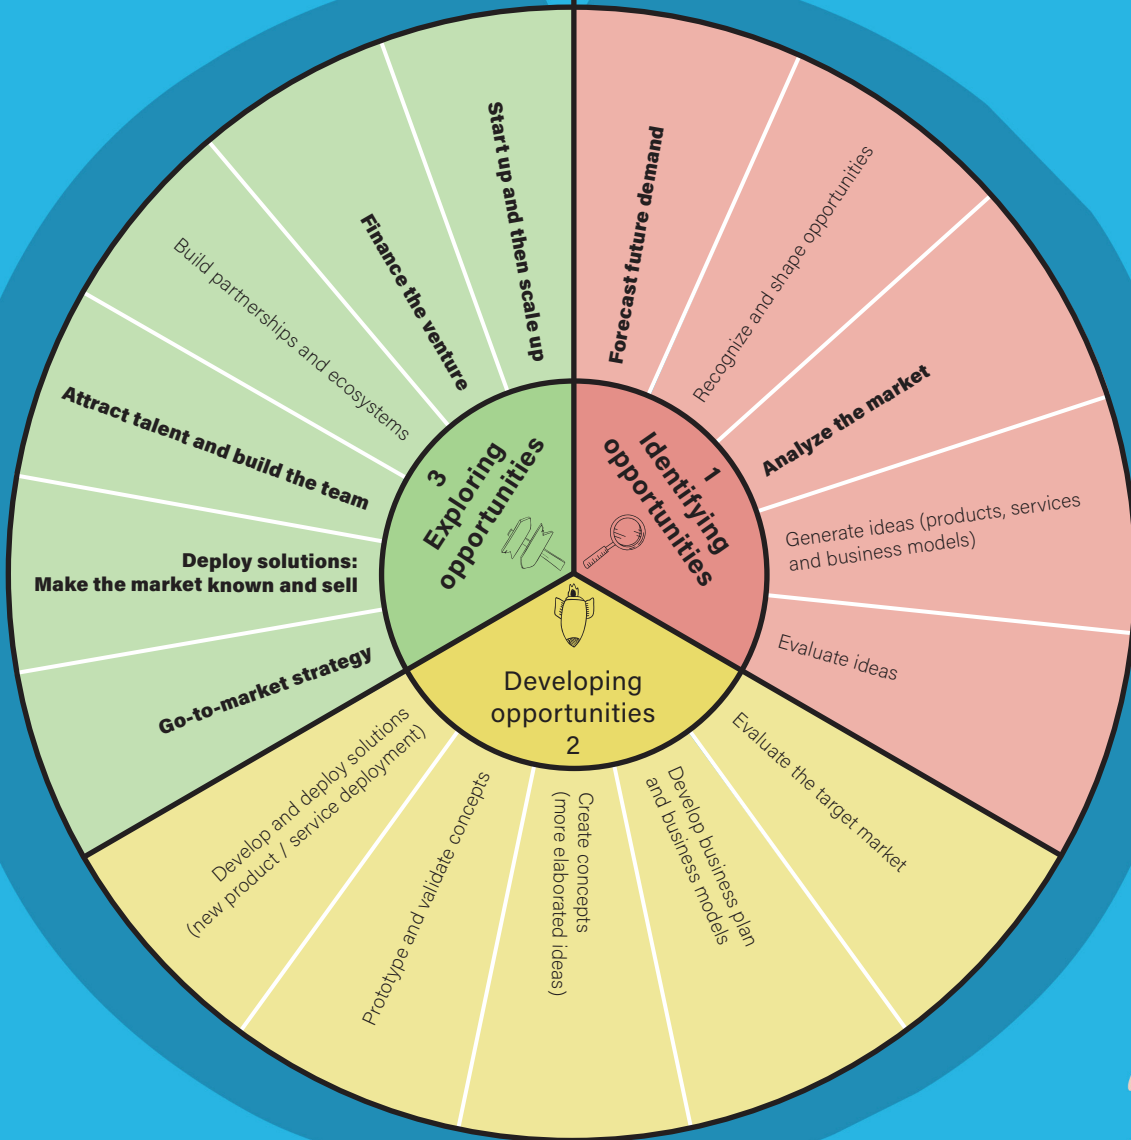 1
Identifying
opportunities
Forecast future demand
Recognize and shape opportunities
Analyze the market
Generate ideas (products, services
and business models)
Evaluate ideas
Developing
opportunities
2
Evaluate the target market
Develop business plan
and business models
Create concepts
(more elaborated ideas)
Prototype and validate concepts
Develop and deploy solutions
(new product / service deployment)
3
Exploring
opportunities
Go-to-market strategy
Deploy solutions:
Make the market known and sell
Attract talent and build the team
Build partnerships and ecosystems
Finance the venture
Start up and then scale up